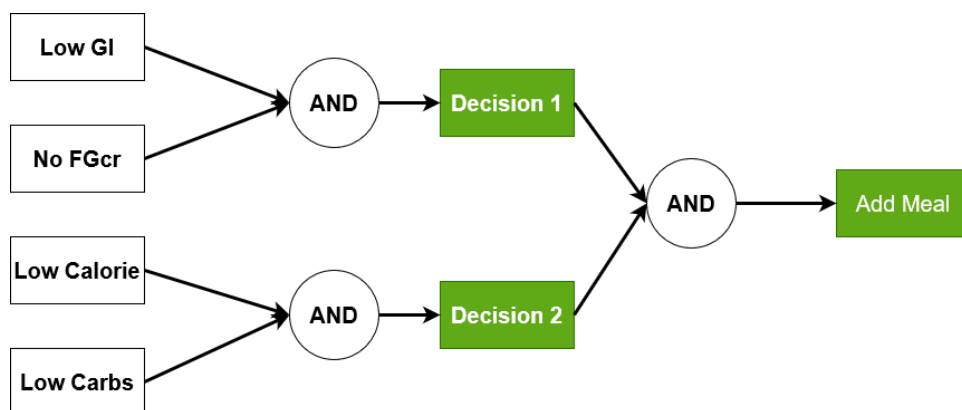 Low GI
AND
Decision 1
No FGcr
AND
Add Meal
Low Calorie
AND
Decision 2
Low Carbs